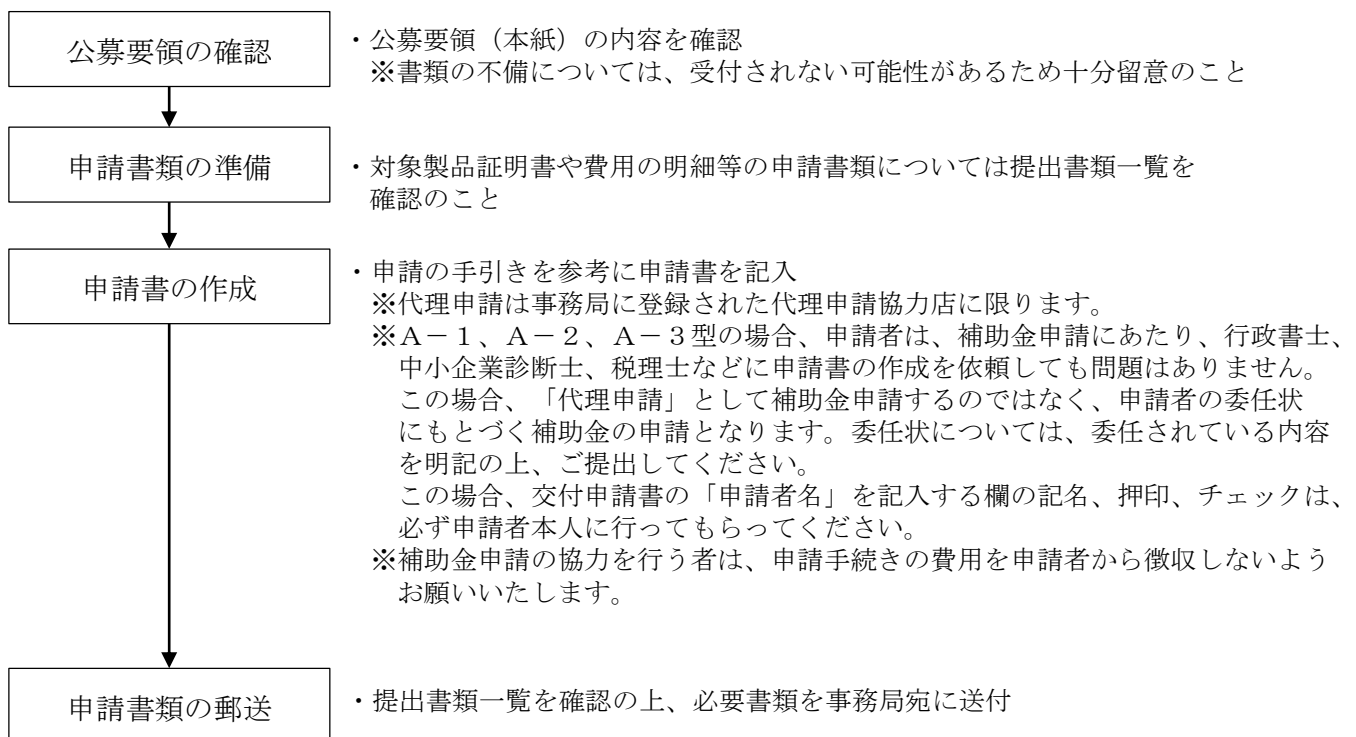 公募要領の確認
・公募要領（本紙）の内容を確認
※書類の不備については、受付されない可能性があるため十分留意のこと
申請書類の準備
・対象製品証明書や費用の明細等の申請書類については提出書類一覧を
確認のこと
申請書の作成
・申請の手引きを参考に申請書を記入
※代理申請は事務局に登録された代理申請協力店に限ります。
※Ａ－１、Ａ－２、Ａ－３型の場合、申請者は、補助金申請にあたり、行政書士、
中小企業診断士、税理士などに申請書の作成を依頼しても問題はありません。
この場合、「代理申請」として補助金申請するのではなく、申請者の委任状
にもとづく補助金の申請となります。委任状については、委任されている内容
を明記の上、ご提出してください。
この場合、交付申請書の「申請者名」を記入する欄の記名、押印、チェックは、
必ず申請者本人に行ってもらってください。
※補助金申請の協力を行う者は、申請手続きの費用を申請者から徴収しないよう
お願いいたします。
申請書類の郵送
・提出書類一覧を確認の上、必要書類を事務局宛に送付